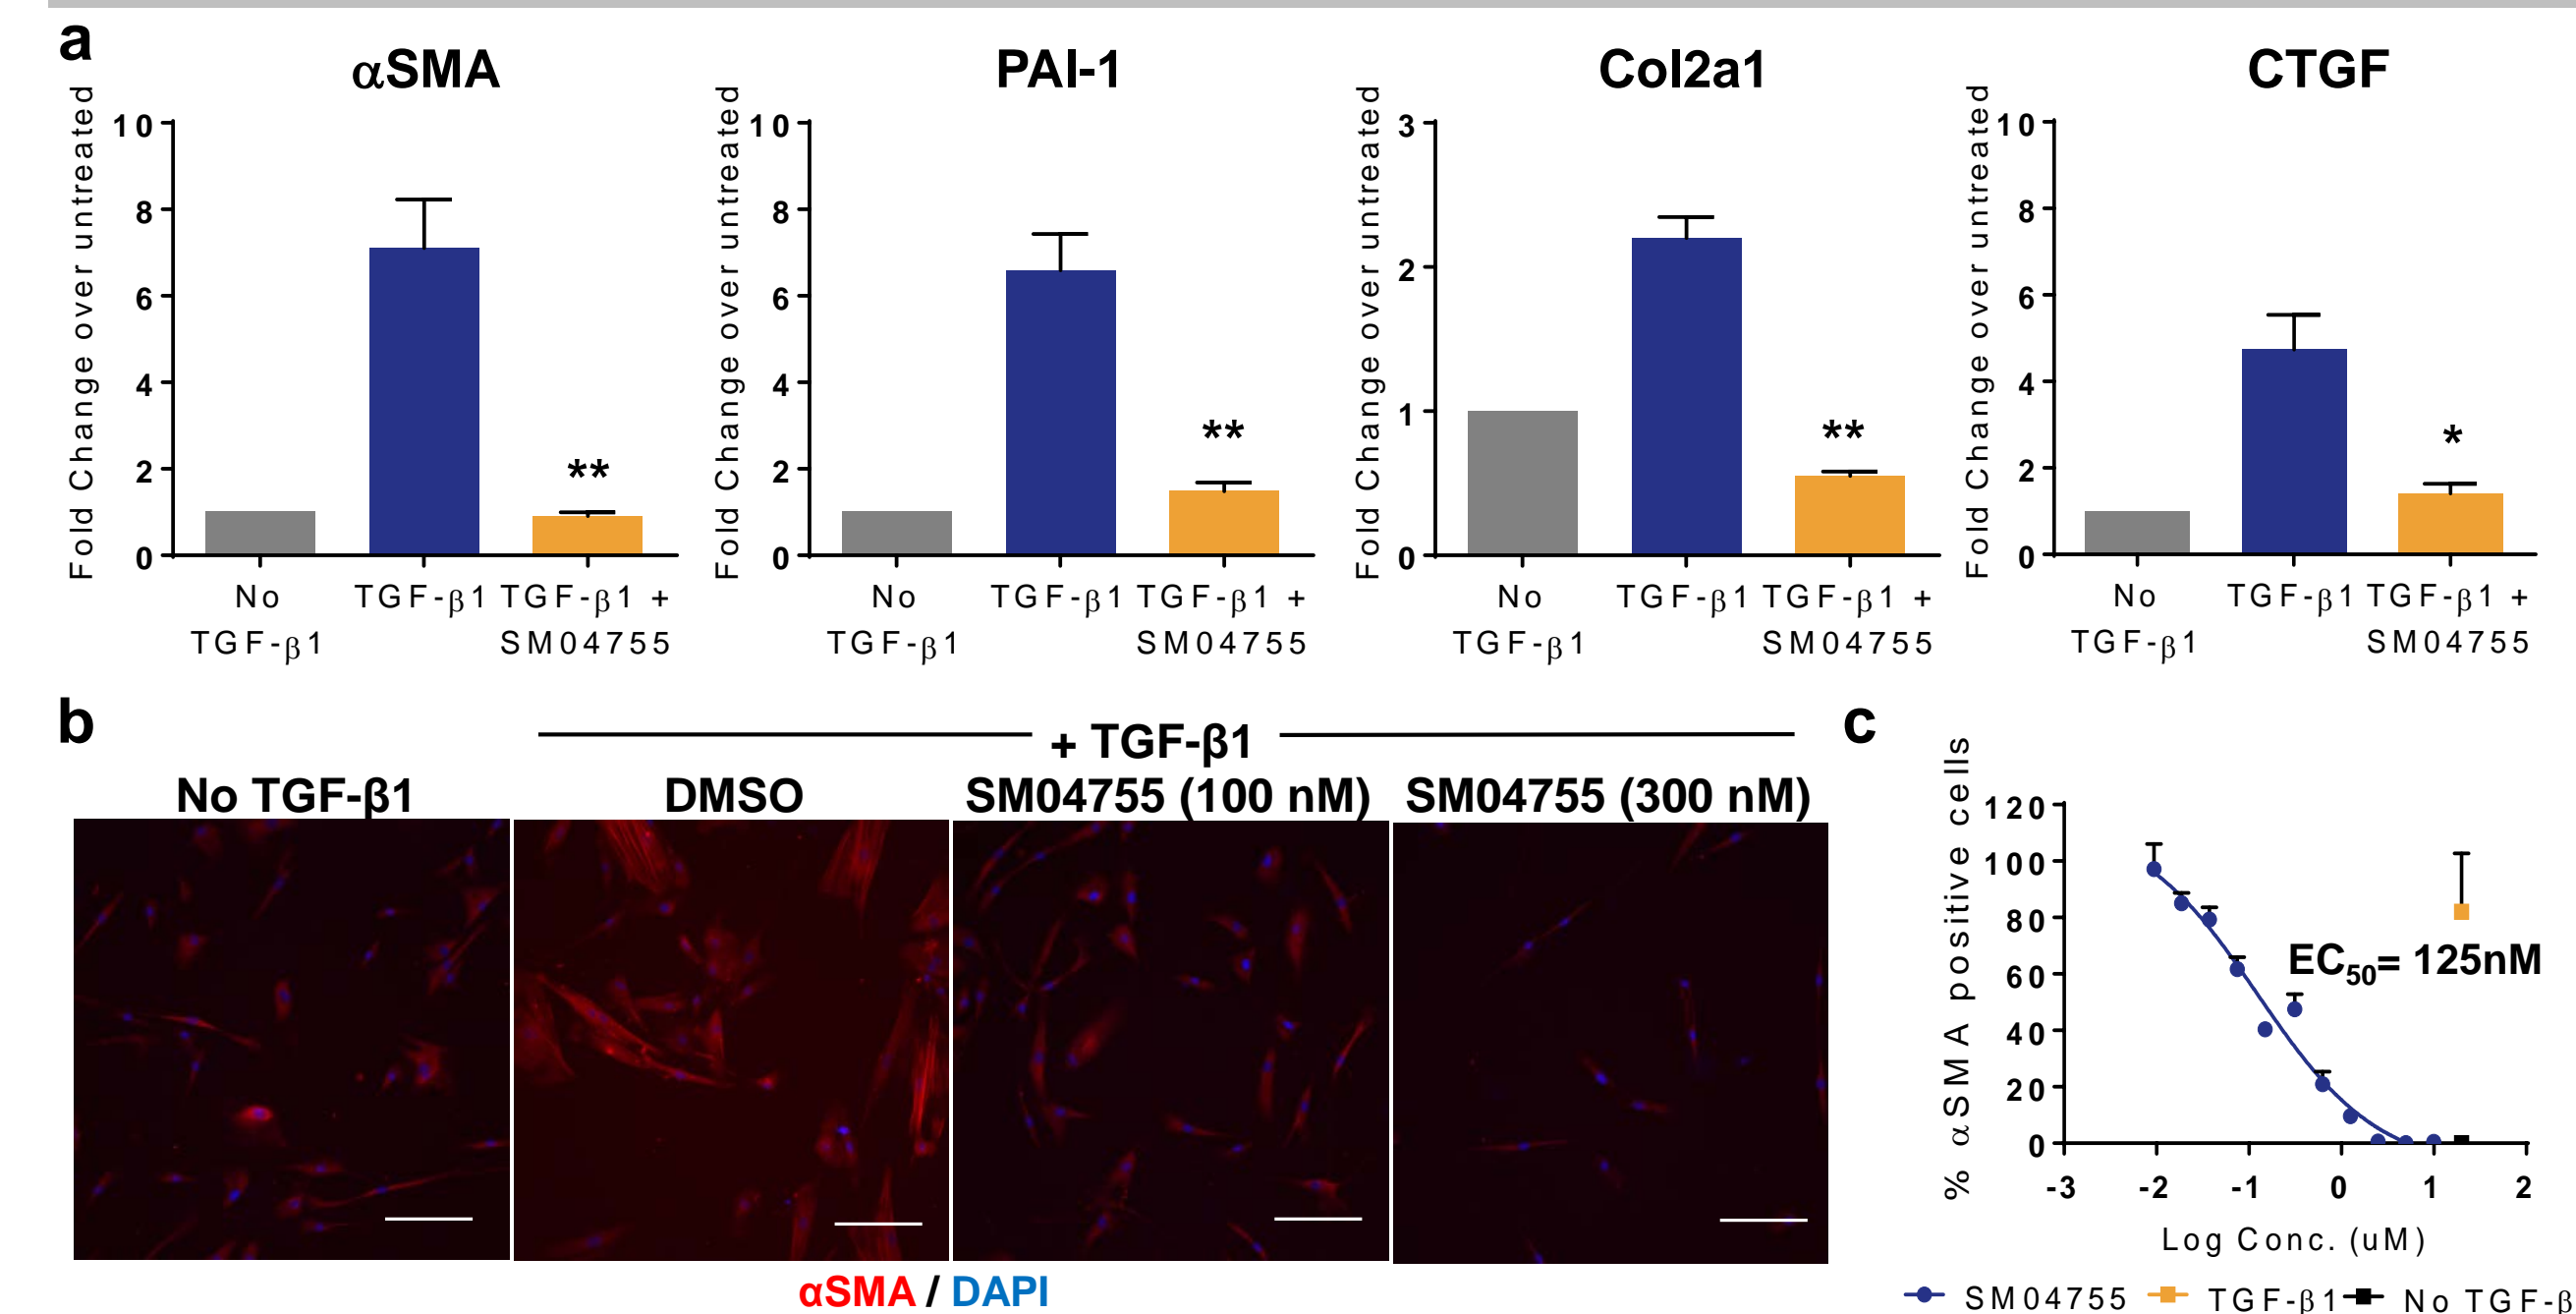 a
αSMA
PAI-1
Col2a1
CTGF
Fold Change over untreated
10
8
6
4
2
0
No
TGF-β1
TGF-β1
TGF-β1 +
SM04755
**
Fold Change over untreated
10
8
6
4
2
0
No
TGF-β1
TGF-β1
TGF-β1 +
SM04755
**
Fold Change over untreated
3
2
1
0
No
TGF-β1
TGF-β1
TGF-β1 +
SM04755
**
Fold Change over untreated
10
8
6
4
2
0
No
TGF-β1
TGF-β1
TGF-β1 +
SM04755
*
b
+ TGF-β1
No TGF-β1
DMSO
SM04755 (100 nM)
SM04755 (300 nM)
αSMA / DAPI
c
% αSMA positive cells
120
100
80
60
40
20
0
EC50= 125nM
-3 -2 -1 0 1 2
Log Conc. (uM)
SM04755 TGF-β1 No TGF-β